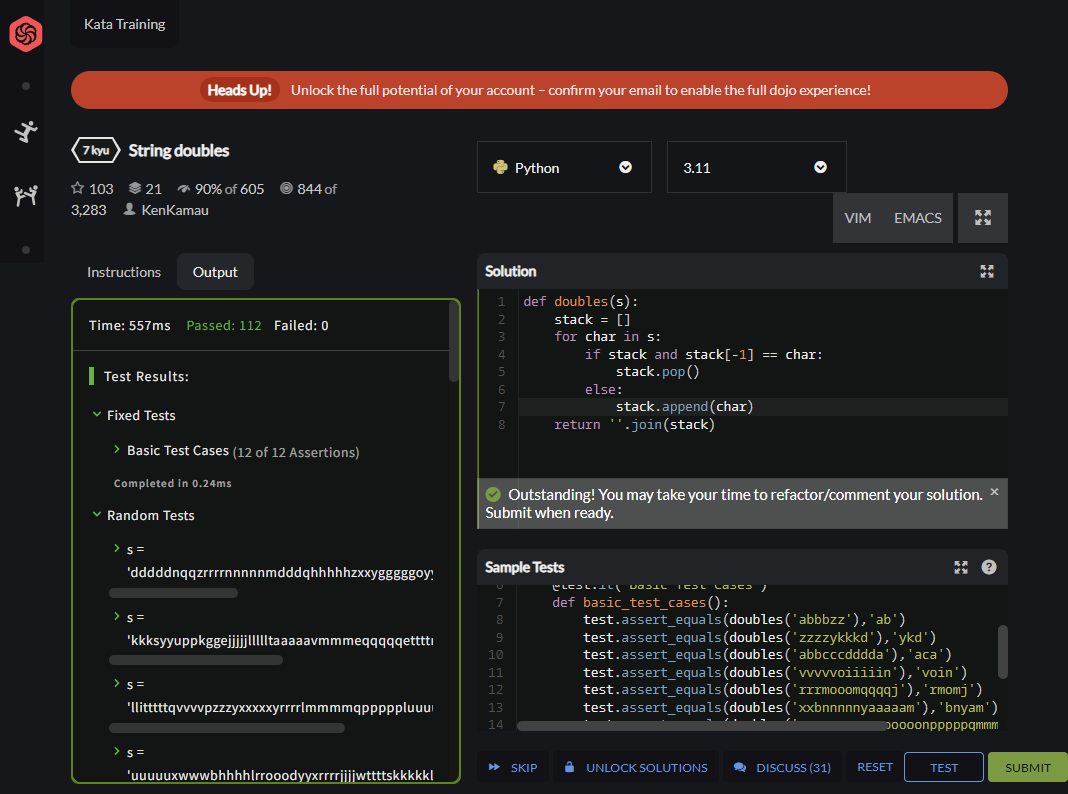 Kata Training
Heads Up! Unlock the full potential of your account – confirm your email to enable the full dojo experience!
7 kyu String doubles
103 21 90% of 605 844 of
3,283 KenKamau
Python 3.11
VIM EMACS
Instructions Output
Time: 557ms Passed: 112 Failed: 0
Test Results:
Fixed Tests
Basic Test Cases (12 of 12 Assertions)
Completed in 0.24ms
Random Tests
s =
'dddddnqqzrrrrnnnnnmdddqhhhhhzxxygggggoyy
s =
'kkksyyuppkggejjjjjlllllltaaaaavmmmeqqqqqettttr
s =
'llitttttqvvvvpzzzyxxxxxyrrrrlmmmmqpppppluuuu
s =
'uuuuuxwwwbhhhhlrrooodyyxrrrrjjjjwttttskkkkkl
Solution
1 def doubles(s):
2 stack = []
3 for char in s:
4 if stack and stack[-1] == char:
5 stack.pop()
6 else:
7 stack.append(char)
8 return ''.join(stack)
Outstanding! You may take your time to refactor/comment your solution. ×
Submit when ready.
Sample Tests ?
6 @test.it("Basic Test Cases")
7 def basic_test_cases():
8 test.assert_equals(doubles('abbbzz'),'ab')
9 test.assert_equals(doubles('zzzzykkkd'),'ykd')
10 test.assert_equals(doubles('abbcccdddda'),'aca')
11 test.assert_equals(doubles('vvvvvoiiiiin'),'voin')
12 test.assert_equals(doubles('rrrmooomqqqqj'),'rmomj')
13 test.assert_equals(doubles('xxbnnnnnyaaaaam'),'bnyam')
14
SKIP UNLOCK SOLUTIONS DISCUSS (31) RESET TEST SUBMIT